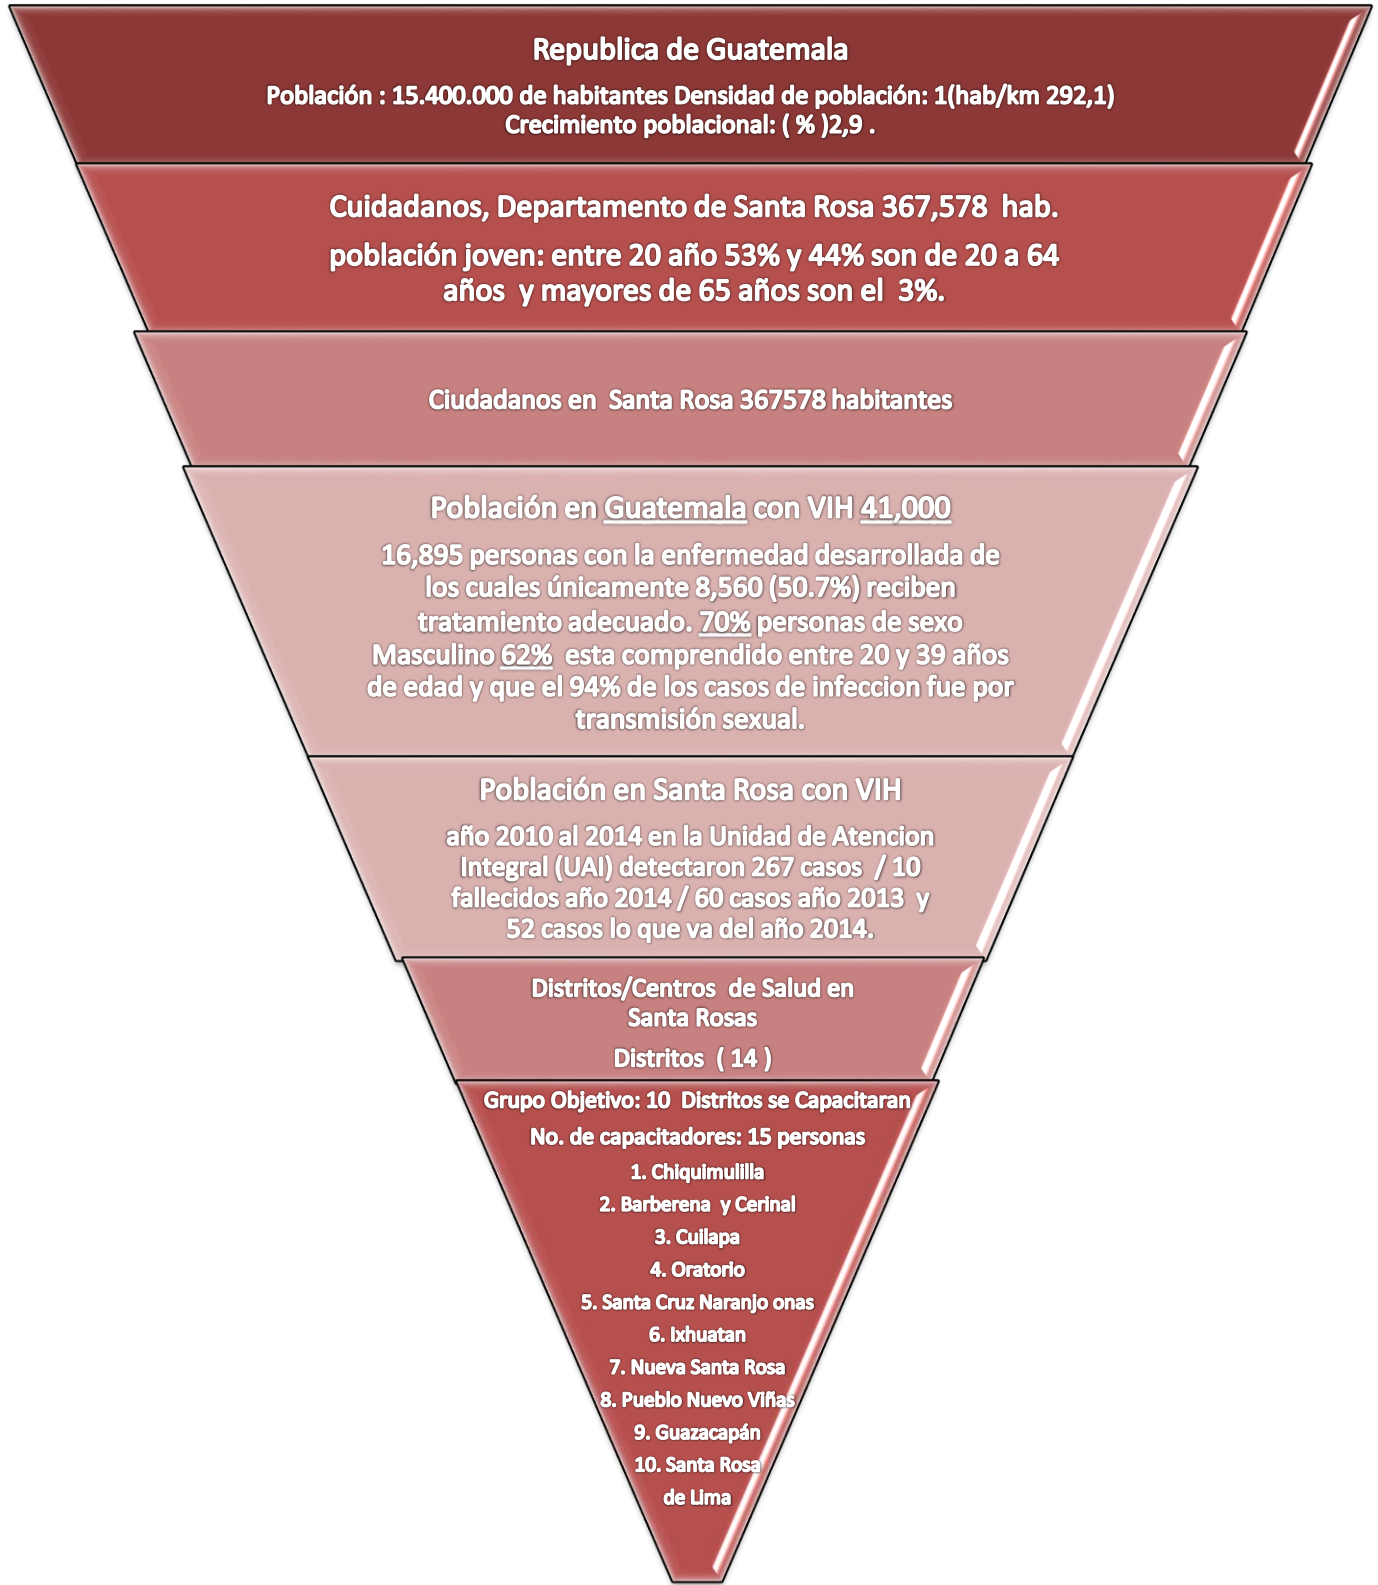 Republica de Guatemala
Población : 15.400.000 de habitantes Densidad de población: 1(hab/km 292,1)
Crecimiento poblacional: ( % )2,9 .
Cuidadanos, Departamento de Santa Rosa 367,578 hab.
población joven: entre 20 año 53% y 44% son de 20 a 64
años y mayores de 65 años son el 3%.
Ciudadanos en Santa Rosa 367578 habitantes
Población en Guatemala con VIH 41,000
16,895 personas con la enfermedad desarrollada de
los cuales únicamente 8,560 (50.7%) reciben
tratamiento adecuado. 70% personas de sexo
Masculino 62% esta comprendido entre 20 y 39 años
de edad y que el 94% de los casos de infeccion fue por
transmisión sexual.
Población en Santa Rosa con VIH
año 2010 al 2014 en la Unidad de Atencion
Integral (UAI) detectaron 267 casos / 10
fallecidos año 2014 / 60 casos año 2013 y
52 casos lo que va del año 2014.
Distritos/Centros de Salud en
Santa Rosas
Distritos ( 14 )
Grupo Objetivo: 10 Distritos se Capacitaran
No. de capacitadores: 15 personas
1. Chiquimulilla
2. Barberena y Cerinal
3. Cuilapa
4. Oratorio
5. Santa Cruz Naranjo onas
6. Ixhuatan
7. Nueva Santa Rosa
8. Pueblo Nuevo Viñas
9. Guazacapán
10. Santa Rosa
de Lima